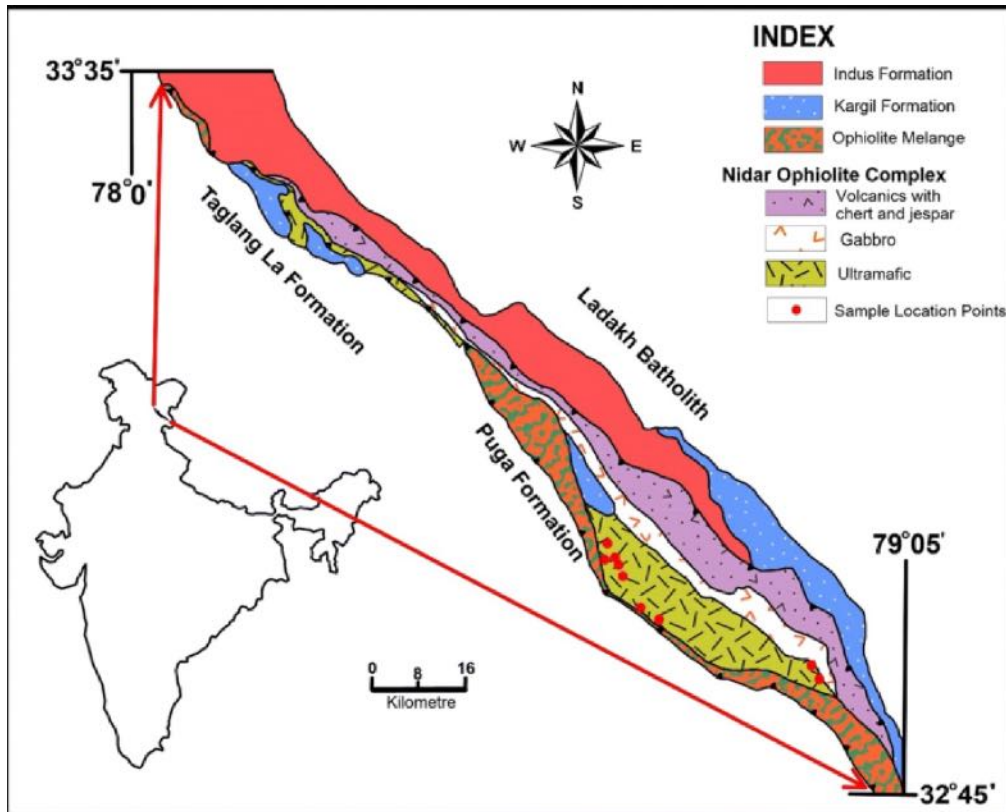 INDEX
Indus Formation
Kargil Formation
Ophiolite Melange
Nidar Ophiolite Complex
Volcanics with
chert and jespar
Gabbro
Ultramafic
Sample Location Points
33°35'
78°0'
N
W E
S
Taglang La Formation
Ladakh Batholith
Puga Formation
79°05'
0 8 16
Kilometre
32°45'